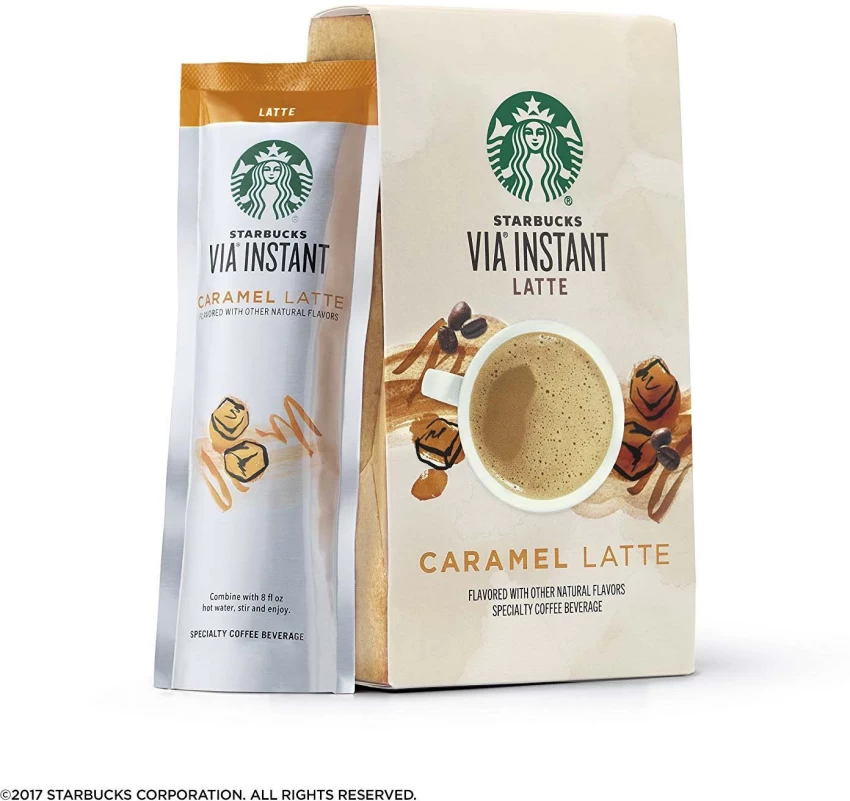 LATTE
STARBUCKS
VIA® INSTANT
CARAMEL LATTE
FLAVORED WITH OTHER NATURAL FLAVORS
Combine with 8 fl oz
hot water, stir and enjoy.
SPECIALTY COFFEE BEVERAGE
®
STARBUCKS
VIA® INSTANT
LATTE
CARAMEL LATTE
FLAVORED WITH OTHER NATURAL FLAVORS
SPECIALTY COFFEE BEVERAGE
©2017 STARBUCKS CORPORATION. ALL RIGHTS RESERVED.